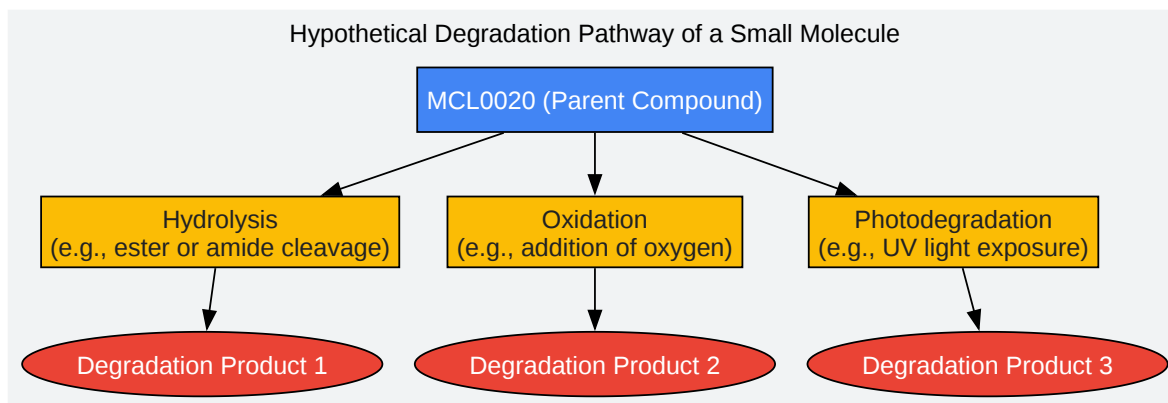 Hypothetical Degradation Pathway of a Small Molecule
MCL0020 (Parent Compound)
Hydrolysis
(e.g., ester or amide cleavage)
Oxidation
(e.g., addition of oxygen)
Photodegradation
(e.g., UV light exposure)
Degradation Product 1
Degradation Product 2
Degradation Product 3